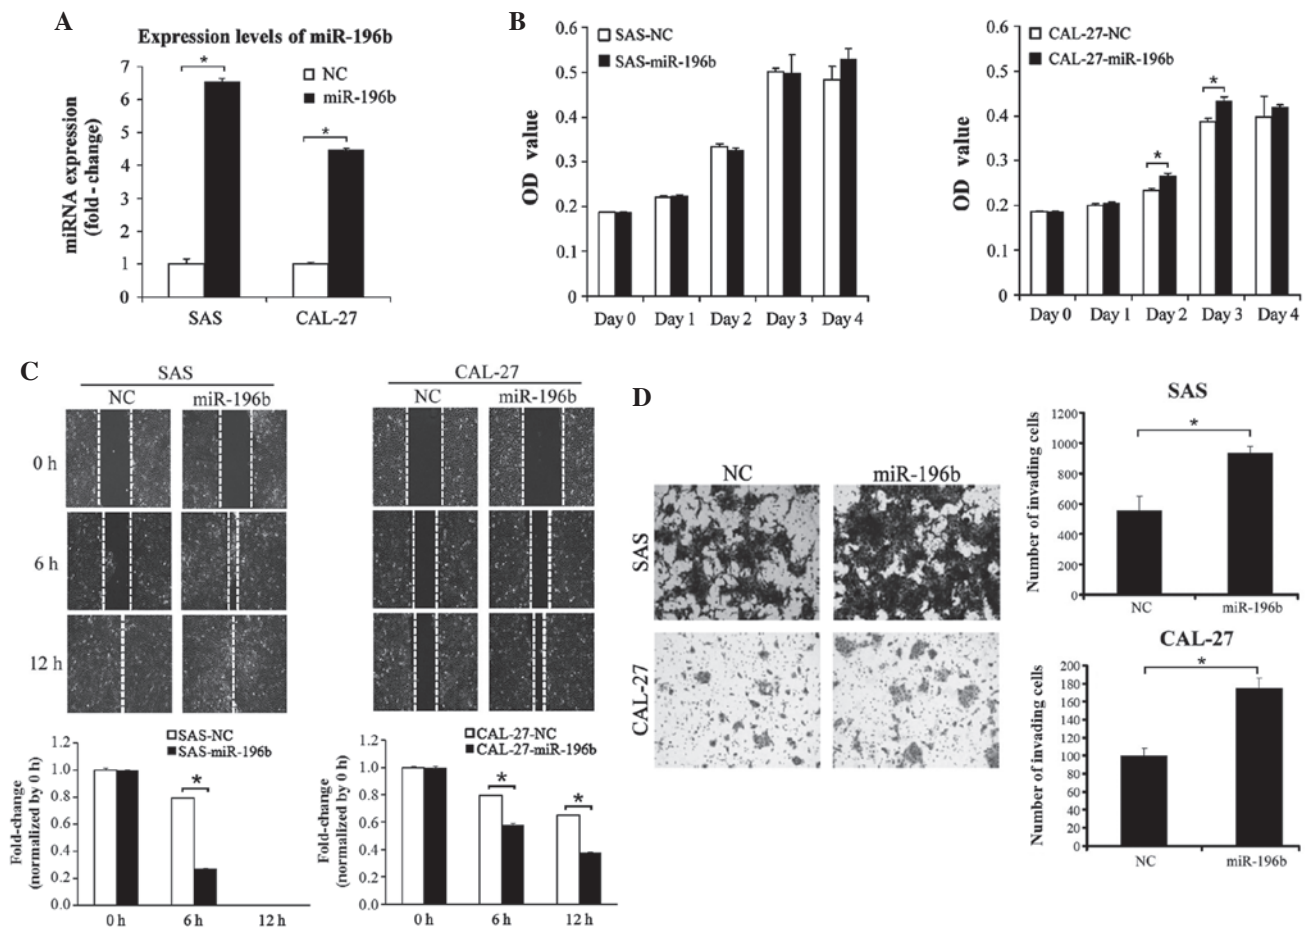 A
Expression levels of miR-196b
miRNA expression
(fold - change)
7
6
5
4
3
2
1
0
*
*
NC
miR-196b
SAS
CAL-27
B
OD value
0.6
0.5
0.4
0.3
0.2
0.1
0
SAS-NC
SAS-miR-196b
Day 0
Day 1
Day 2
Day 3
Day 4
OD value
0.6
0.5
0.4
0.3
0.2
0.1
0
CAL-27-NC
CAL-27-miR-196b
*
*
Day 0
Day 1
Day 2
Day 3
Day 4
C
SAS
NC
miR-196b
CAL-27
NC
miR-196b
0 h
6 h
12 h
Fold-change
(normalized by 0 h)
1.2
1.0
0.8
0.6
0.4
0.2
0.0
SAS-NC
SAS-miR-196b
*
0 h
6 h
12 h
Fold-change
(normalized by 0 h)
1.2
1.0
0.8
0.6
0.4
0.2
0.0
CAL-27-NC
CAL-27-miR-196b
*
*
0 h
6 h
12 h
D
NC
miR-196b
SAS
CAL-27
SAS
Number of invading cells
1200
1000
800
600
400
200
0
*
NC
miR-196b
CAL-27
Number of invading cells
200
180
160
140
120
100
80
60
40
20
0
*
NC
miR-196b